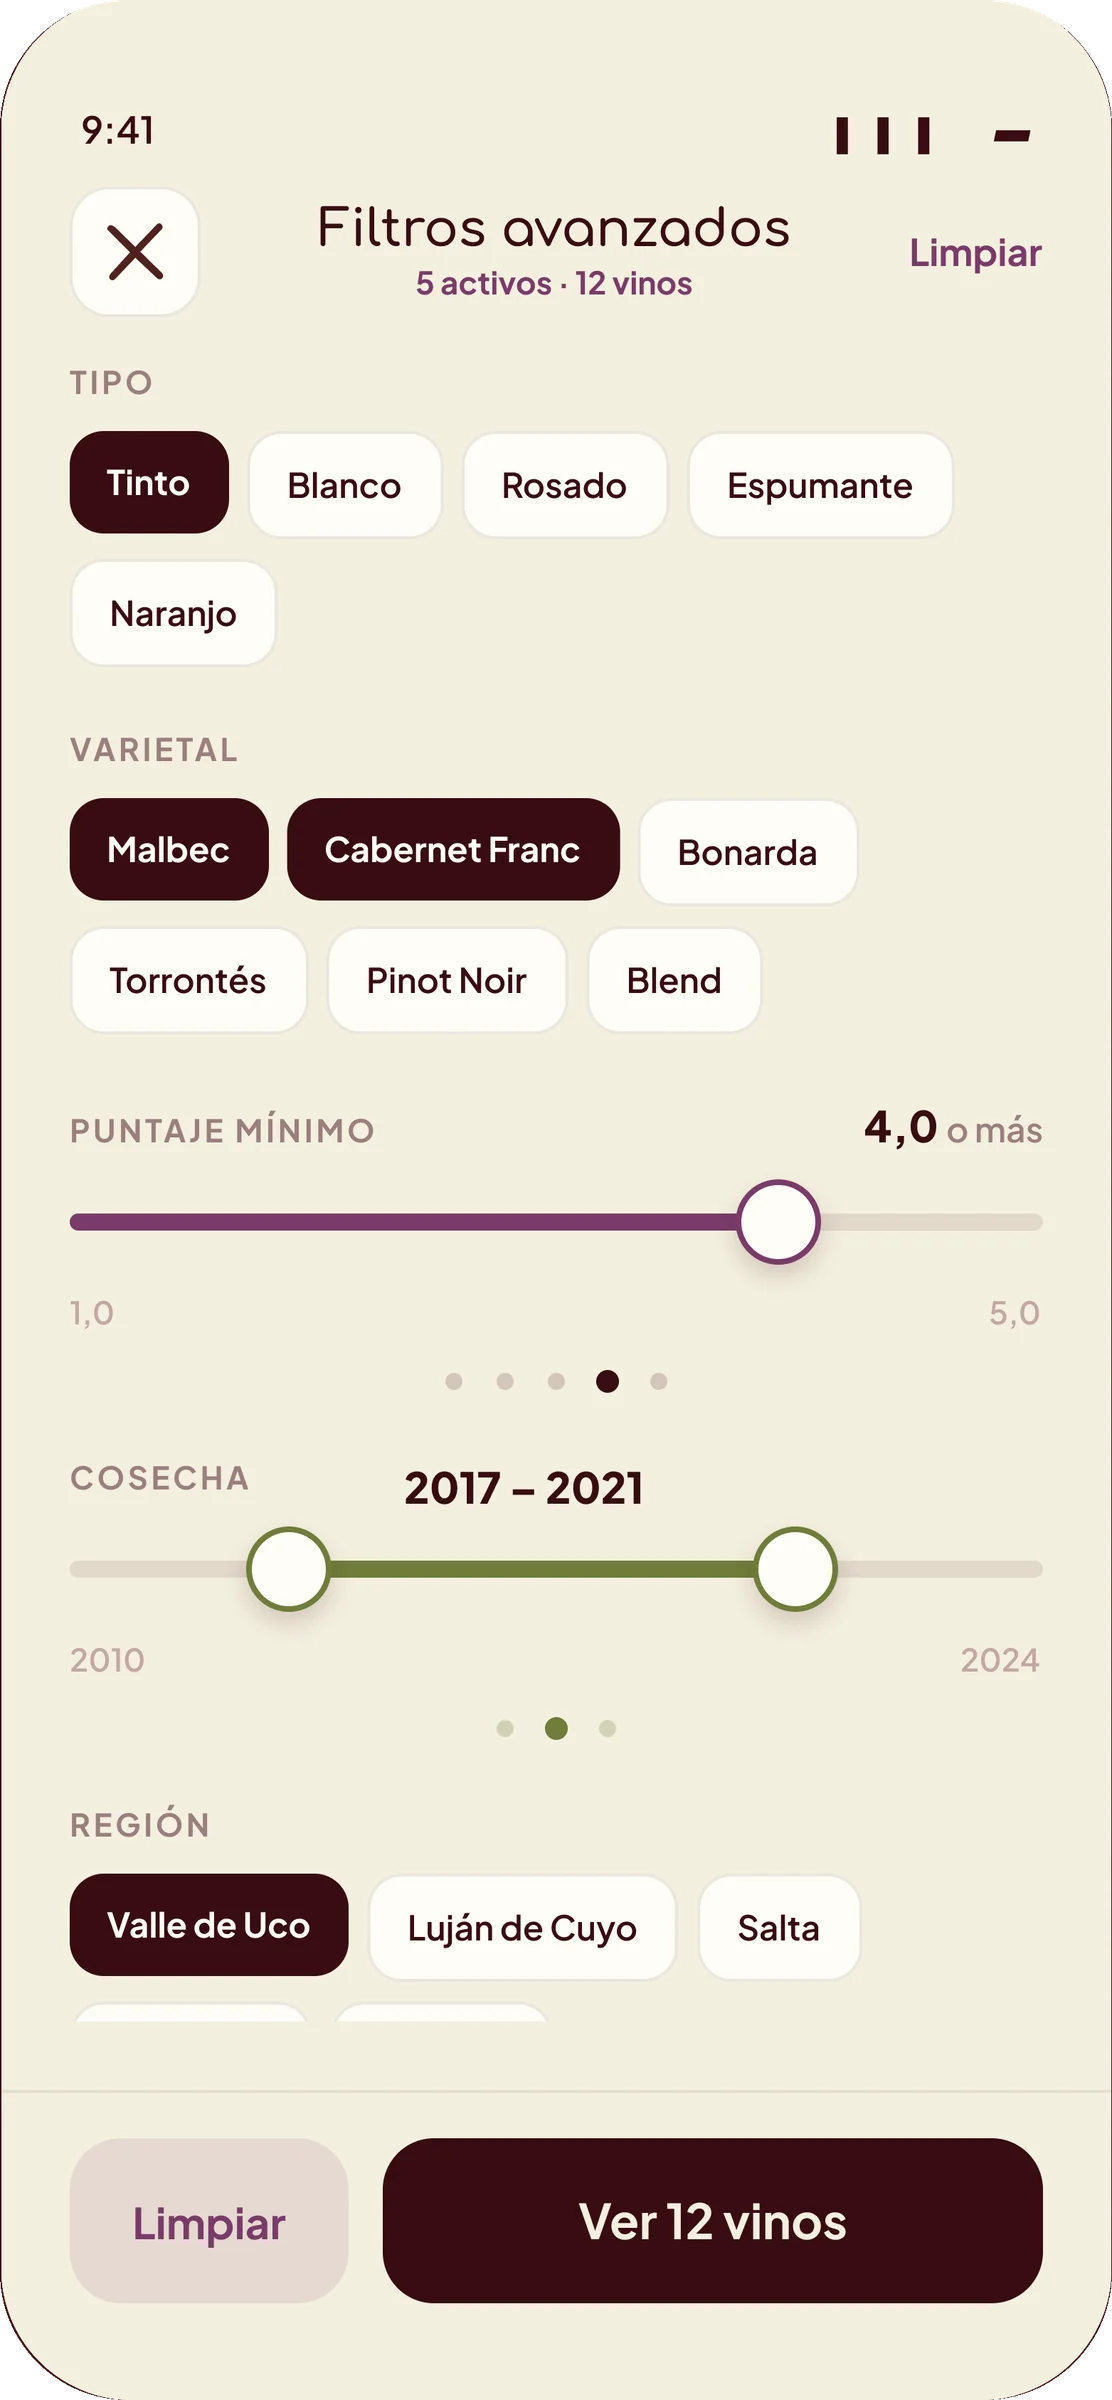 9:41
Filtros avanzados
5 activos · 12 vinos
Limpiar
TIPO
Tinto Blanco Rosado Espumante
Naranjo
VARIETAL
Malbec Cabernet Franc Bonarda
Torrontés Pinot Noir Blend
PUNTAJE MÍNIMO 4,0 o más
1,0 5,0
COSECHA 2017 – 2021
2010 2024
REGIÓN
Valle de Uco Luján de Cuyo Salta
Limpiar Ver 12 vinos